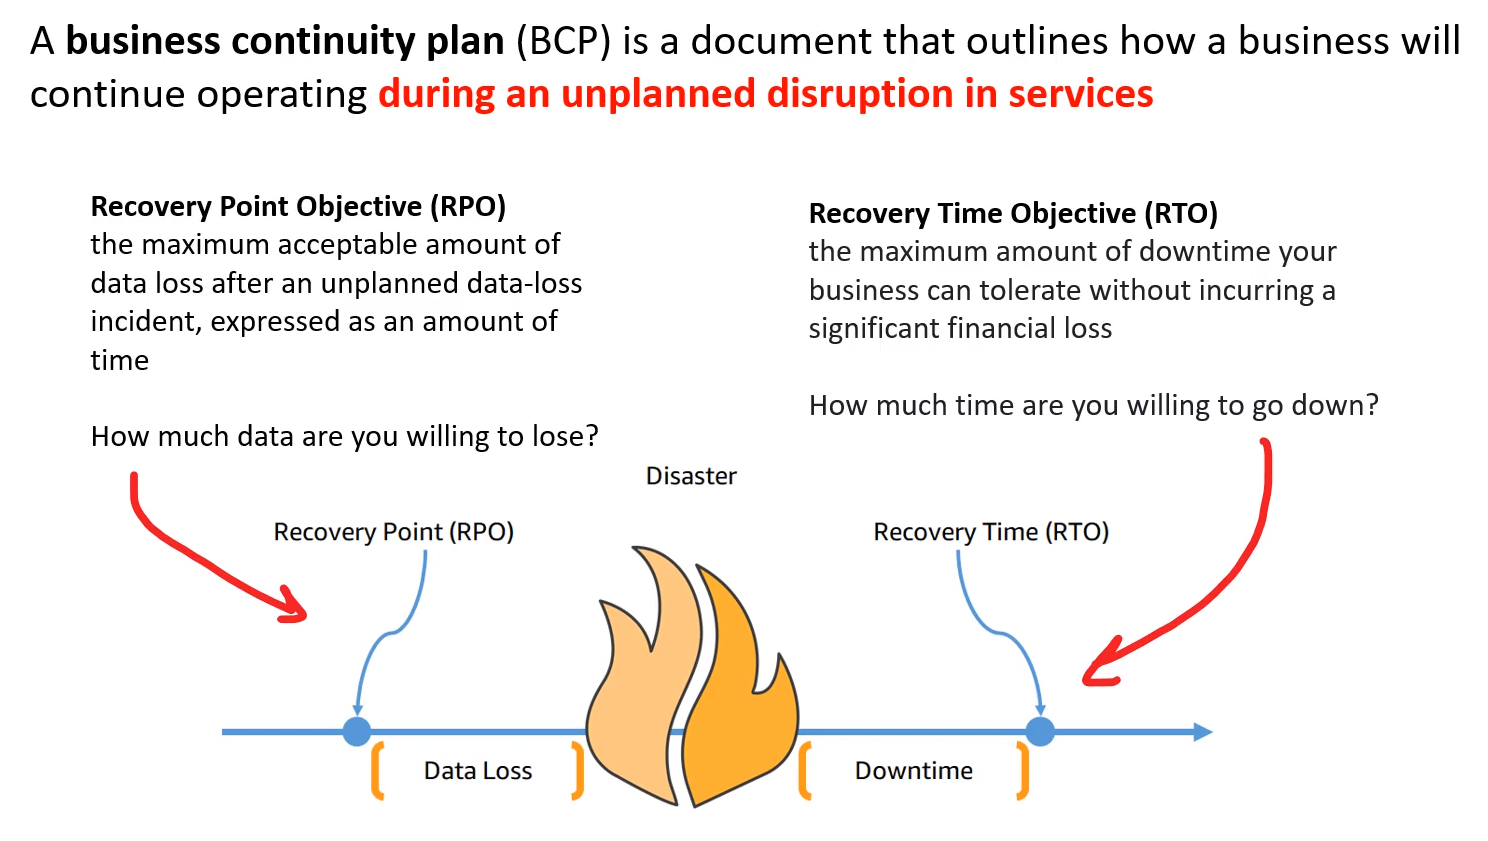 A business continuity plan (BCP) is a document that outlines how a business will
continue operating during an unplanned disruption in services
Recovery Point Objective (RPO)
the maximum acceptable amount of
data loss after an unplanned data-loss
incident, expressed as an amount of
time
How much data are you willing to lose?
Recovery Time Objective (RTO)
the maximum amount of downtime your
business can tolerate without incurring a
significant financial loss
How much time are you willing to go down?
Disaster
Recovery Point (RPO)
Recovery Time (RTO)
Data Loss
Downtime